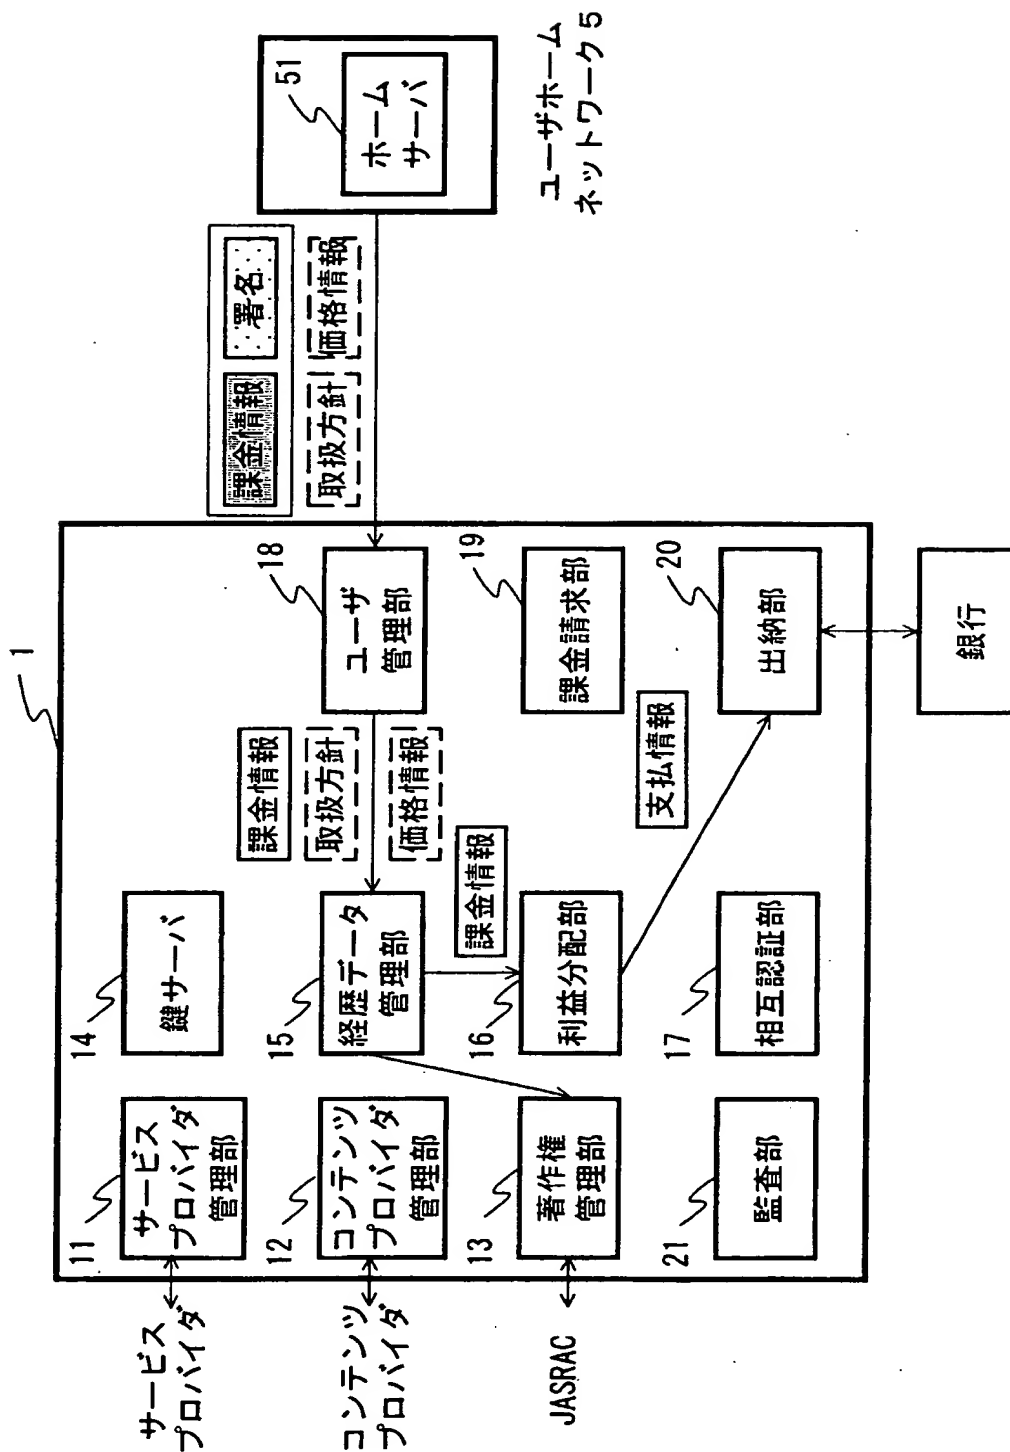 1
サービス
プロバイダ
11
サービス
プロバイダ
管理部
14
鍵サーバ
コンテンツ
プロバイダ
12
コンテンツ
プロバイダ
管理部
15
経歴データ
管理部
課金情報
取扱方針
価格情報
18
ユーザ
管理部
課金情報
署名
取扱方針
価格情報
51
ホーム
サーバ
ユーザホーム
ネットワーク5
JASRAC
13
著作権
管理部
16
利益分配部
課金情報
19
課金請求部
21
監査部
17
相互認証部
支払情報
20
出納部
銀行